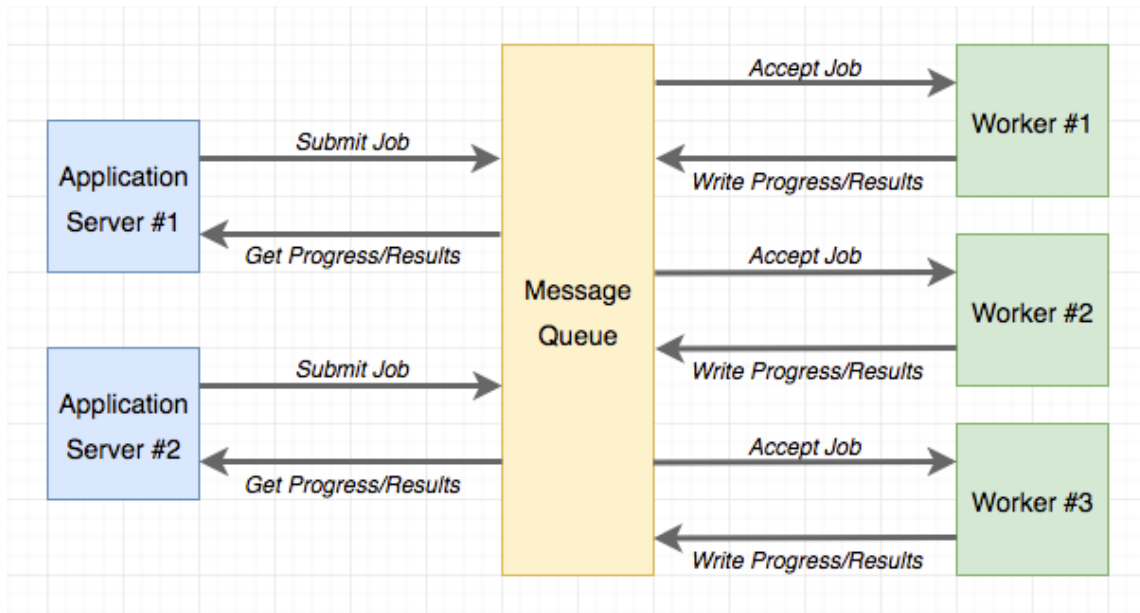 Application
Server #1
Submit Job
Get Progress/Results
Application
Server #2
Submit Job
Get Progress/Results
Message
Queue
Accept Job
Write Progress/Results
Worker #1
Accept Job
Write Progress/Results
Worker #2
Accept Job
Write Progress/Results
Worker #3